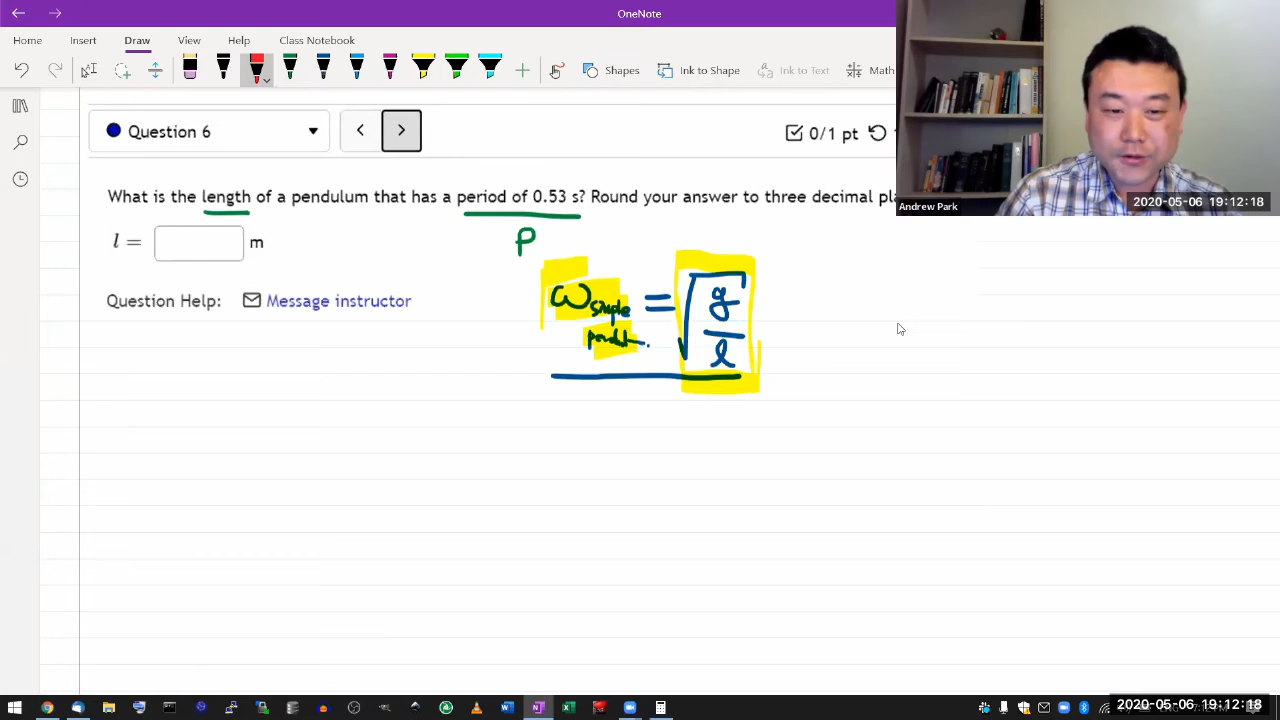 OneNote
Home Insert Draw View Help Class Notebook
Shapes Ink to Shape Ink to Text Math
Question 6
0/1 pt
What is the length of a pendulum that has a period of 0.53 s? Round your answer to three decimal pla
l = m
P
Question Help: Message instructor
ω simple = √ g
l
Andrew Park
2020-05-06 19:12:18
2020-05-06 19:12:18